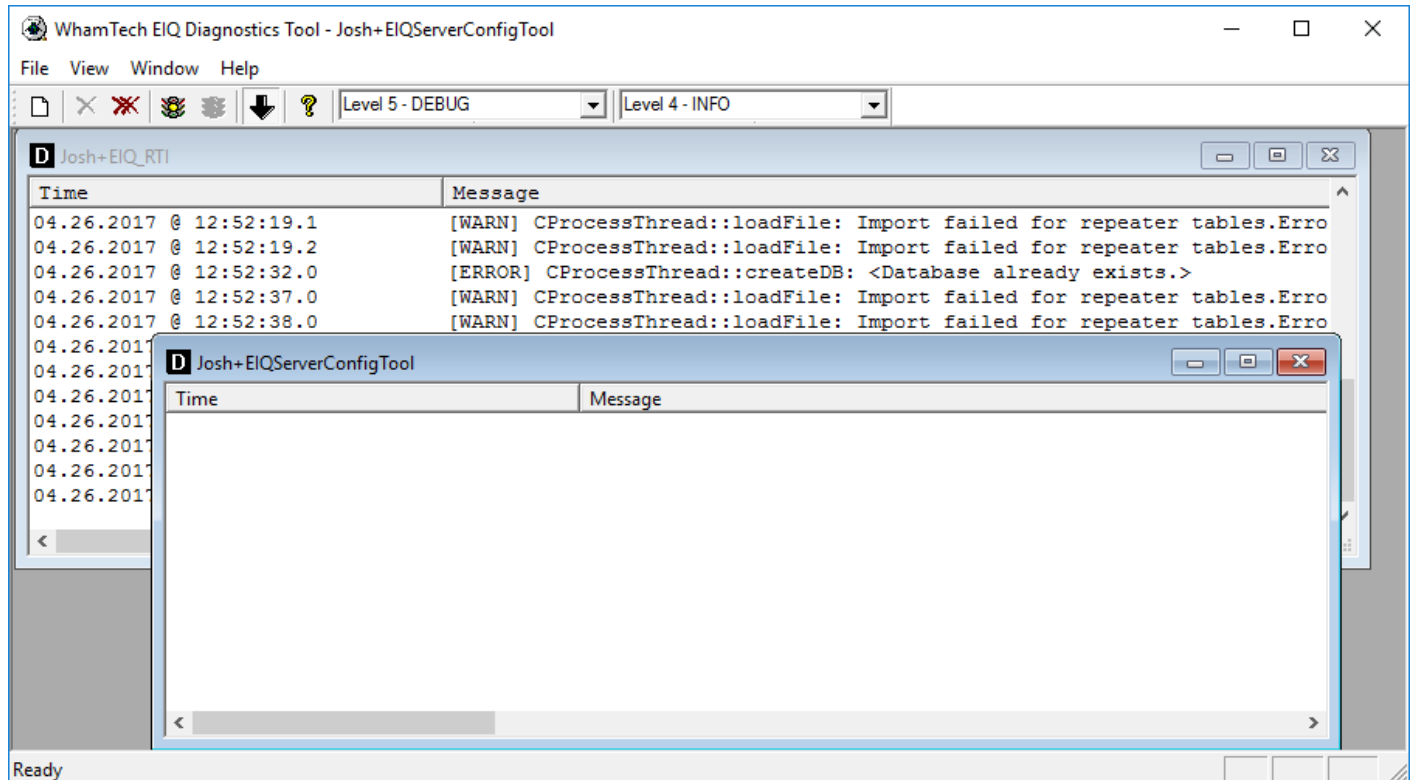 WhamTech EIQ Diagnostics Tool - Josh+EIQServerConfigTool
File View Window Help
Level 5 - DEBUG Level 4 - INFO
D Josh+EIQ_RTI
Time Message
04.26.2017 @ 12:52:19.1 [WARN] CProcessThread::loadFile: Import failed for repeater tables.Erro
04.26.2017 @ 12:52:19.2 [WARN] CProcessThread::loadFile: Import failed for repeater tables.Erro
04.26.2017 @ 12:52:32.0 [ERROR] CProcessThread::createDB: <Database already exists.>
04.26.2017 @ 12:52:37.0 [WARN] CProcessThread::loadFile: Import failed for repeater tables.Erro
04.26.2017 @ 12:52:38.0 [WARN] CProcessThread::loadFile: Import failed for repeater tables.Erro
04.26.2017
04.26.2017
04.26.2017
04.26.2017
04.26.2017
04.26.2017
04.26.2017
D Josh+EIQServerConfigTool
Time Message
Ready